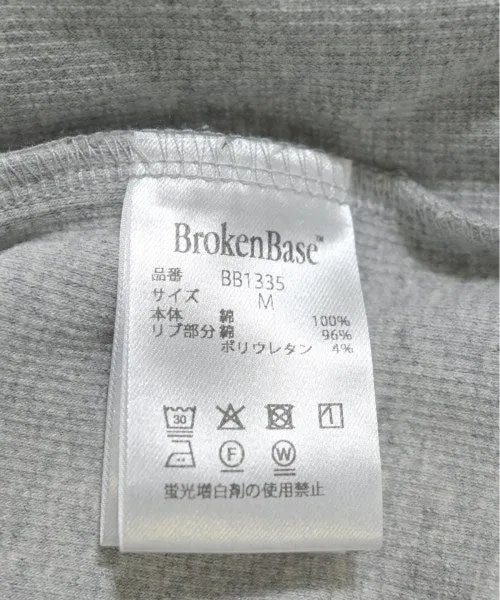 BrokenBase™
品番 BB1335
サイズ M
本体 綿 100%
リブ部分 綿 96%
ポリウレタン 4%
30
F W
蛍光増白剤の使用禁止